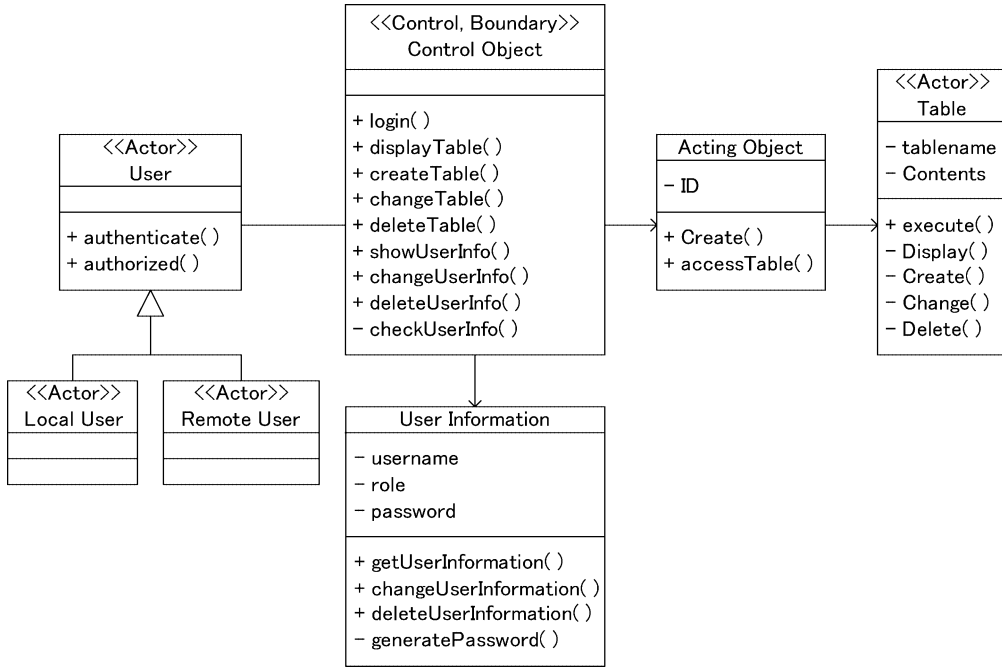 <<Control, Boundary>>
Control Object
+ login( )
+ displayTable( )
+ createTable( )
+ changeTable( )
+ deleteTable( )
+ showUserInfo( )
+ changeUserInfo( )
+ deleteUserInfo( )
- checkUserInfo( )
<<Actor>>
User
+ authenticate( )
+ authorized( )
<<Actor>>
Local User
<<Actor>>
Remote User
Acting Object
- ID
+ Create( )
+ accessTable( )
<<Actor>>
Table
- tablename
- Contents
+ execute( )
- Display( )
- Create( )
- Change( )
- Delete( )
User Information
- username
- role
- password
+ getUserInformation( )
+ changeUserInformation( )
+ deleteUserInformation( )
- generatePassword( )